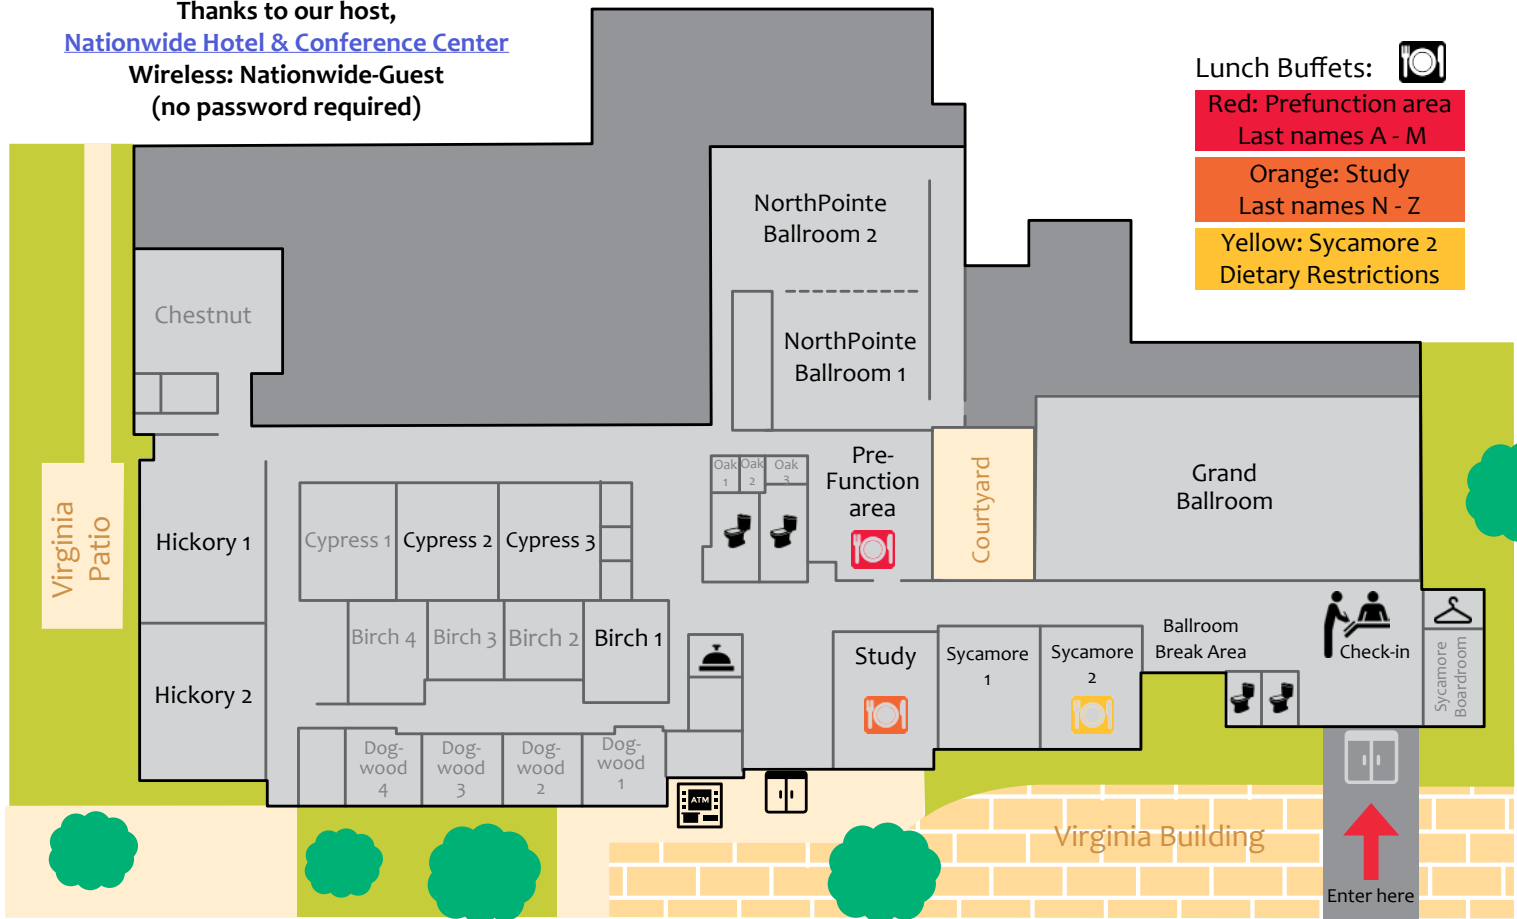 Thanks to our host,
Nationwide Hotel & Conference Center
Wireless: Nationwide-Guest
(no password required)
Lunch Buffets:
Red: Prefunction area
Last names A - M
Orange: Study
Last names N - Z
Yellow: Sycamore 2
Dietary Restrictions
NorthPointe
Ballroom 2
Chestnut
NorthPointe
Ballroom 1
Pre-
Function
area
Oak
1
Oak
2
Oak
3
Courtyard
Grand
Ballroom
Virginia
Patio
Hickory 1
Cypress 1
Cypress 2
Cypress 3
Birch 4
Birch 3
Birch 2
Birch 1
Hickory 2
Study
Sycamore
1
Sycamore
2
Ballroom
Break Area
Check-in
Sycamore
Boardroom
Dog-
wood
4
Dog-
wood
3
Dog-
wood
2
Dog-
wood
1
ATM
Virginia Building
Enter here